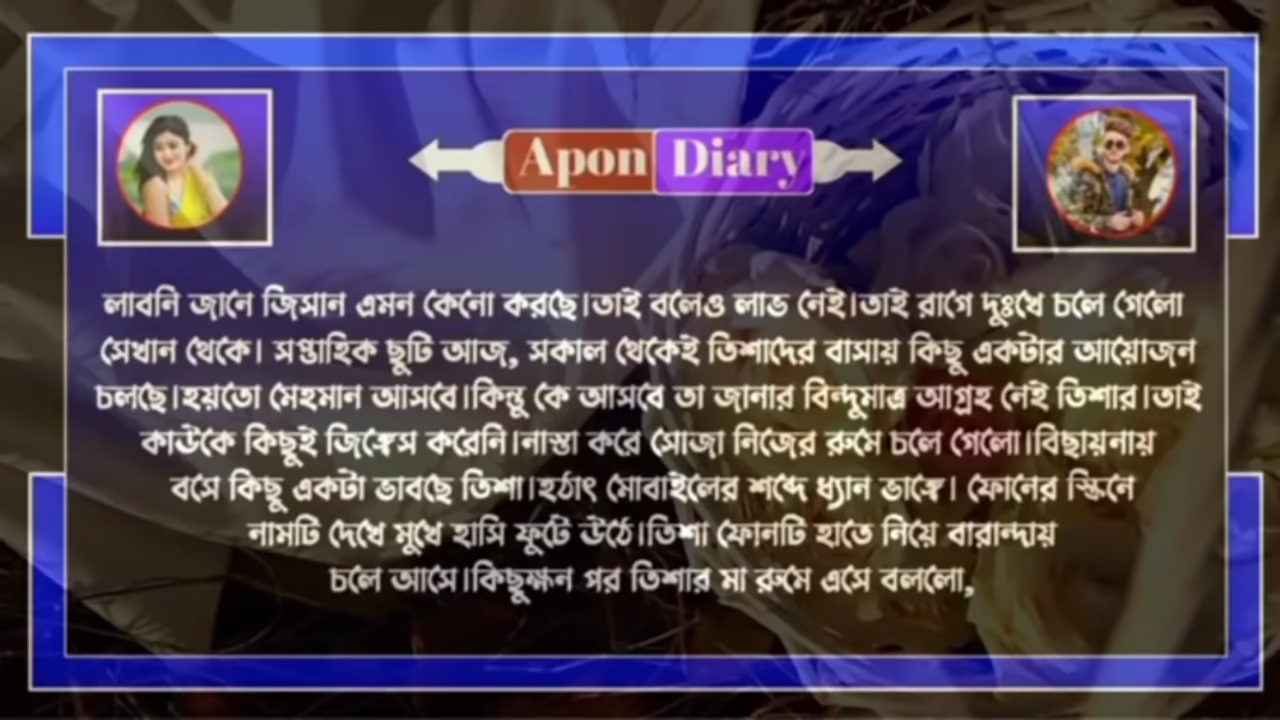 Apon Diary
লাবনি জানে জিসান এমন কেনো করছে।তাই বলেও লাভ নেই।তাই রাগে দুঃখে চলে গেলো
সেখান থেকে। সপ্তাহিক ছুটি আজ, সকাল থেকেই তিশাদের বাসায় কিছু একটার আয়োজন
চলছে।হয়তো মেহমান আসবে।কিন্তু কে আসবে তা জানার বিন্দুমাত্র আগ্রহ নেই তিশার।তাই
কাউকে কিছুই জিঙ্গেস করেনি।নাস্তা করে সোজা নিজের রুমে চলে গেলো।বিছায়নায়
বসে কিছু একটা ভাবছে তিশা।হঠাৎ মোবাইলের শব্দে ধ্যান ভাঙ্গে। ফোনের স্কিনে
নামটি দেখে মুখে হাসি ফুটে উঠে।তিশা ফোনটি হাতে নিয়ে বারান্দায়
চলে আসে।কিছুক্ষন পর তিশার মা রুমে এসে বললো,